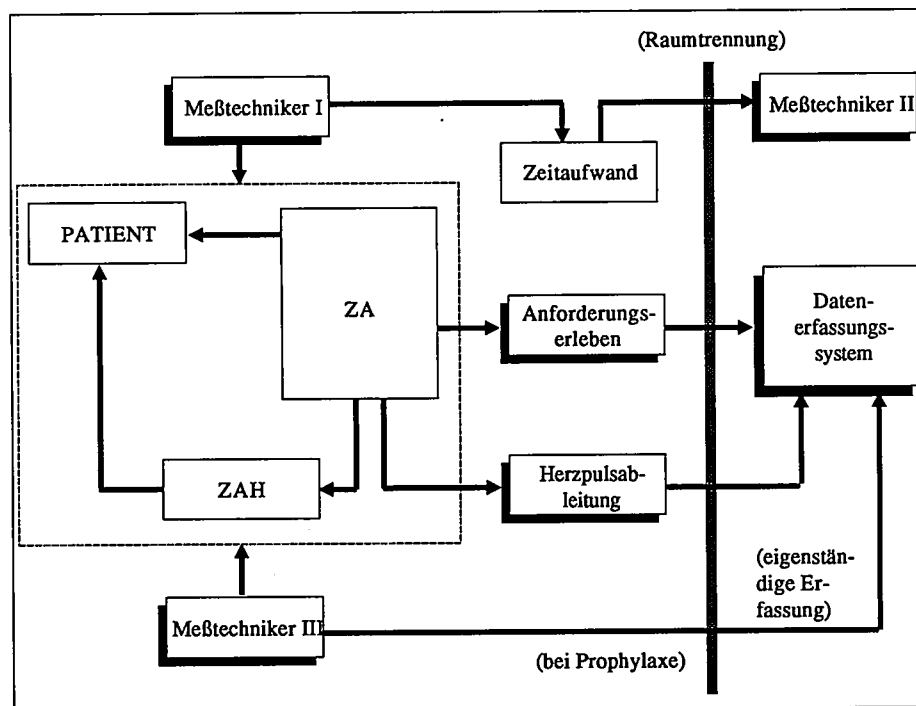 (Raumtrennung)
Meßtechniker I
Meßtechniker II
Zeitaufwand
PATIENT
ZA
Anforderungs-
erleben
Daten-
erfassungs-
system
ZAH
Herzpulsab-
leitung
(eigenstän-
dige Er-
fassung)
Meßtechniker III
(bei Prophylaxe)